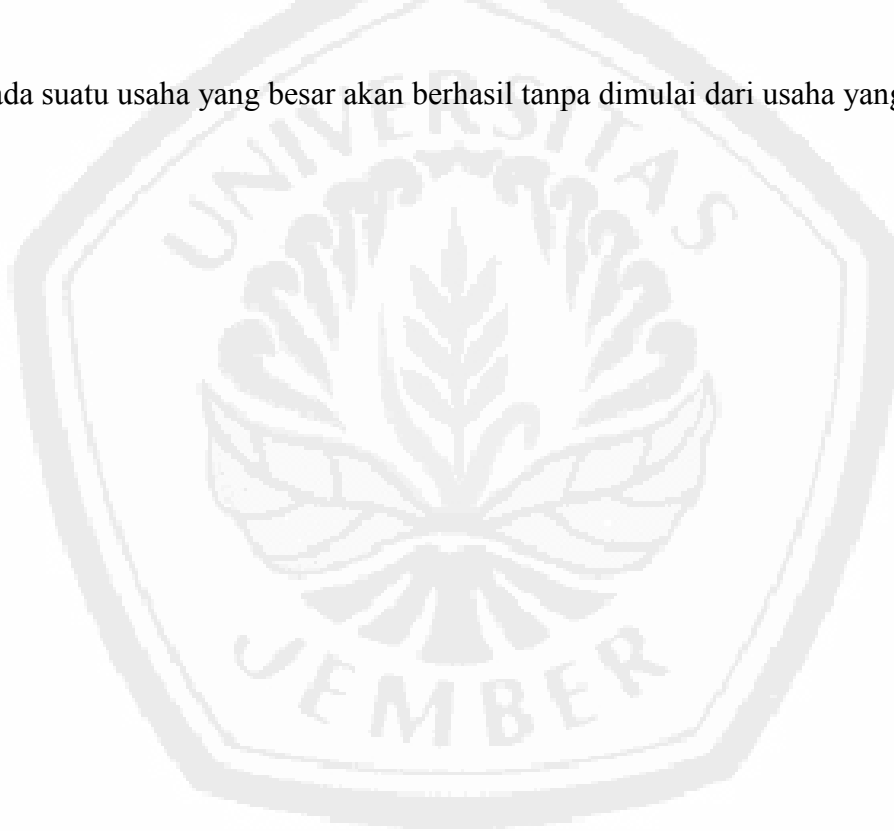 ada suatu usaha yang besar akan berhasil tanpa dimulai dari usaha yang
UNIVERSITAS
JEMBER